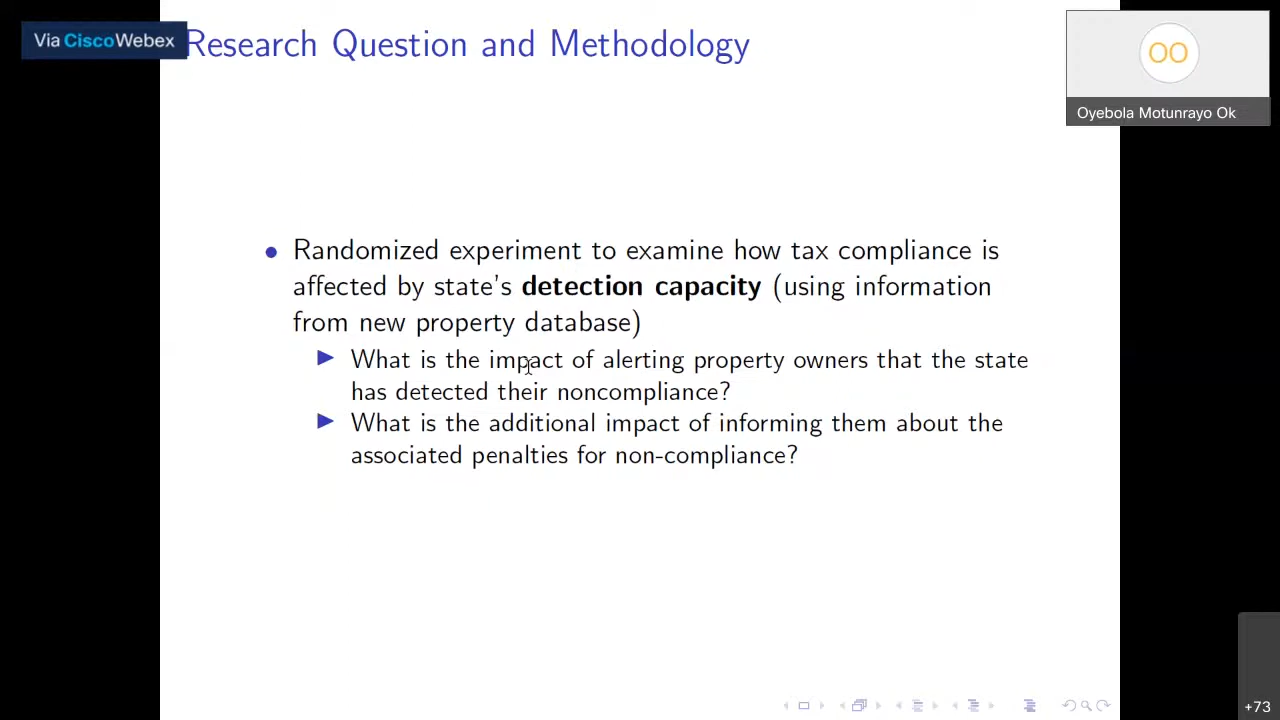 Via CiscoWebex
Research Question and Methodology
OO
Oyebola Motunrayo Ok
• Randomized experiment to examine how tax compliance is
affected by state's detection capacity (using information
from new property database)
▶ What is the impact of alerting property owners that the state
has detected their noncompliance?
▶ What is the additional impact of informing them about the
associated penalties for non-compliance?
+73